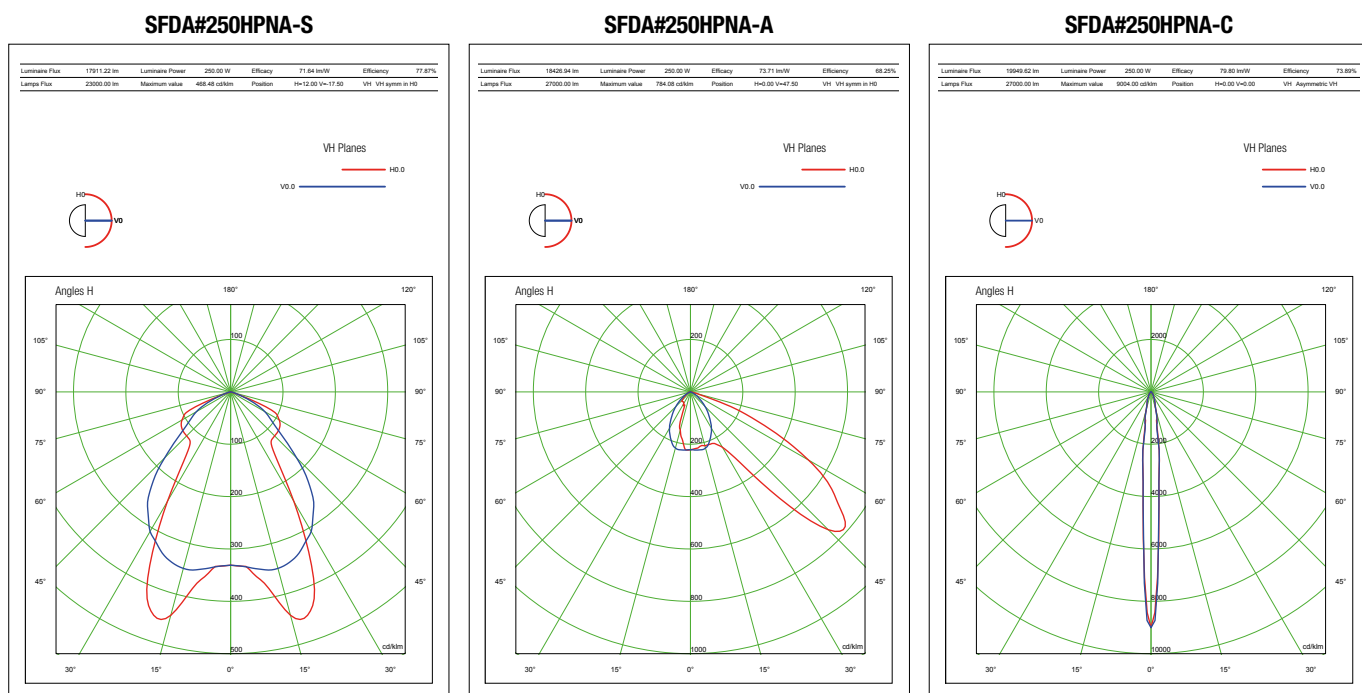 SFDA#250HPNA-S
Luminaire Flux 17911.22 lm Luminaire Power 250.00 W Efficacy 71.64 lm/W Efficiency 77.87%
Lamps Flux 23000.00 lm Maximum value 468.48 cd/klm Position H=12.00 V=-17.50 VH VH symm in H0
VH Planes
H0.0
V0.0
H0
V0
Angles H
180°
120°
105° 105°
90° 90°
75° 75°
60° 60°
45° 45°
100
100
200
300
400
500
cd/klm
30° 15° 0° 15° 30°
SFDA#250HPNA-A
Luminaire Flux 18426.94 lm Luminaire Power 250.00 W Efficacy 73.71 lm/W Efficiency 68.25%
Lamps Flux 27000.00 lm Maximum value 784.08 cd/klm Position H=0.00 V=47.50 VH VH symm in H0
VH Planes
H0.0
V0.0
H0
V0
Angles H
180°
120°
105° 105°
90° 90°
75° 75°
60° 60°
45° 45°
200
200
400
600
800
1000
cd/klm
30° 15° 0° 15° 30°
SFDA#250HPNA-C
Luminaire Flux 19949.62 lm Luminaire Power 250.00 W Efficacy 79.80 lm/W Efficiency 73.89%
Lamps Flux 27000.00 lm Maximum value 9004.00 cd/klm Position H=0.00 V=0.00 VH Asymmetric VH
VH Planes
H0.0
V0.0
H0
V0
Angles H
180°
120°
105° 105°
90° 90°
75° 75°
60° 60°
45° 45°
2000
2000
4000
6000
8000
10000
cd/klm
30° 15° 0° 15° 30°